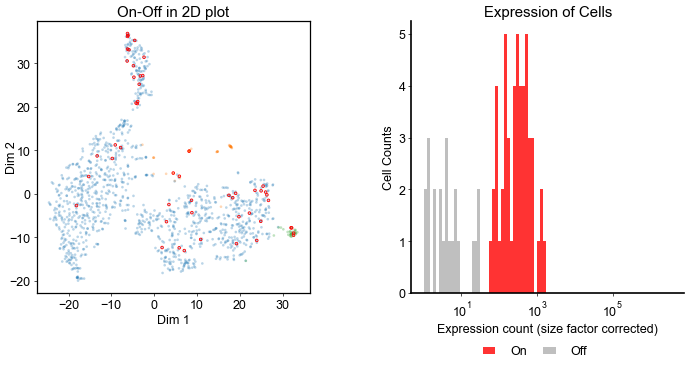 On-Off in 2D plot
Dim 2
30
20
10
0
−10
−20
−20 −10 0 10 20 30
Dim 1
Expression of Cells
Cell Counts
5
4
3
2
1
0
10^1 10^3 10^5
Expression count (size factor corrected)
On Off